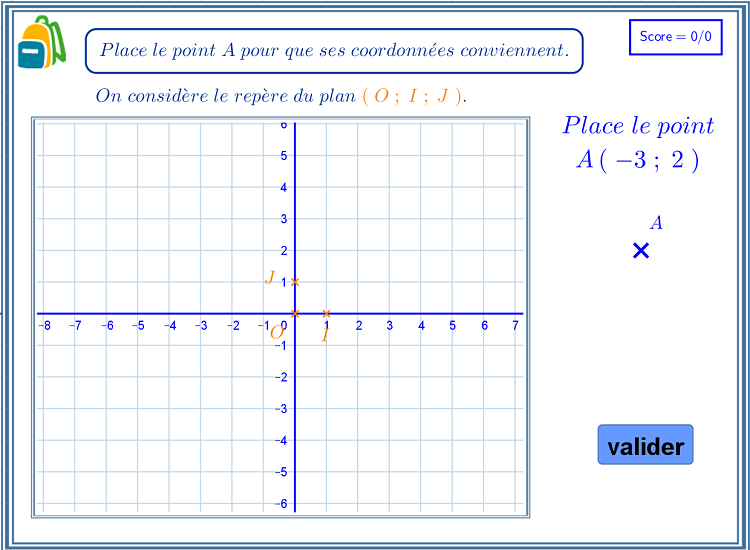 Place le point A pour que ses coordonnées conviennent.
Score = 0/0
On considère le repère du plan ( O ; I ; J ).
Place le point
A ( −3 ; 2 )
A
6
5
4
3
2
J 1
−8 −7 −6 −5 −4 −3 −2 −1 0 1 2 3 4 5 6 7
O I
−1
−2
−3
−4
−5
−6
valider